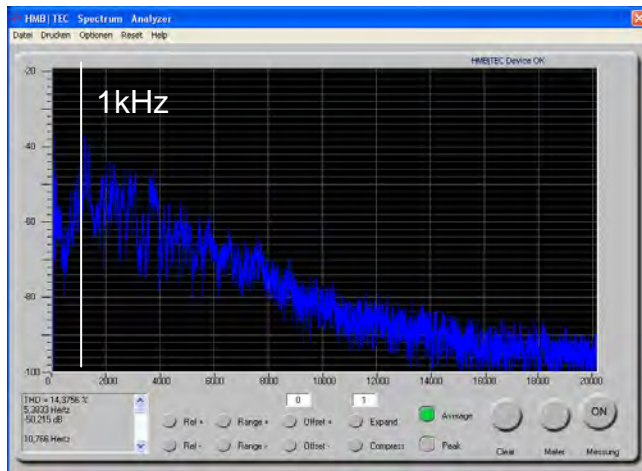 HMB|TEC Spectrum Analyzer
Datei Drucken Optionen Reset Help
HMB|TEC Device OK
-20
1kHz
-40
-60
-80
-100
0 2000 4000 6000 8000 10000 12000 14000 16000 18000 20000
THD = 14,3756 %
5,3833 Hertz
-50,215 dB
10,766 Hertz
0 1
Rel + Range + Offset + Expand Average ON
Rel - Range - Offset - Compress Peak Clear Meter Messung